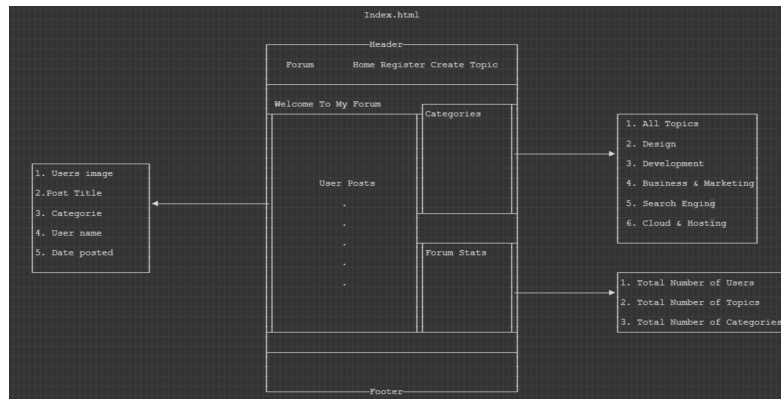 Index.html
Header
Forum Home Register Create Topic
Welcome To My Forum
Categories
User Posts
.
.
.
.
.
Forum Stats
Footer
1. Users image
2.Post Title
3. Categorie
4. User name
5. Date posted
1. All Topics
2. Design
3. Development
4. Business & Marketing
5. Search Enging
6. Cloud & Hosting
1. Total Number of Users
2. Total Number of Topics
3. Total Number of Categories